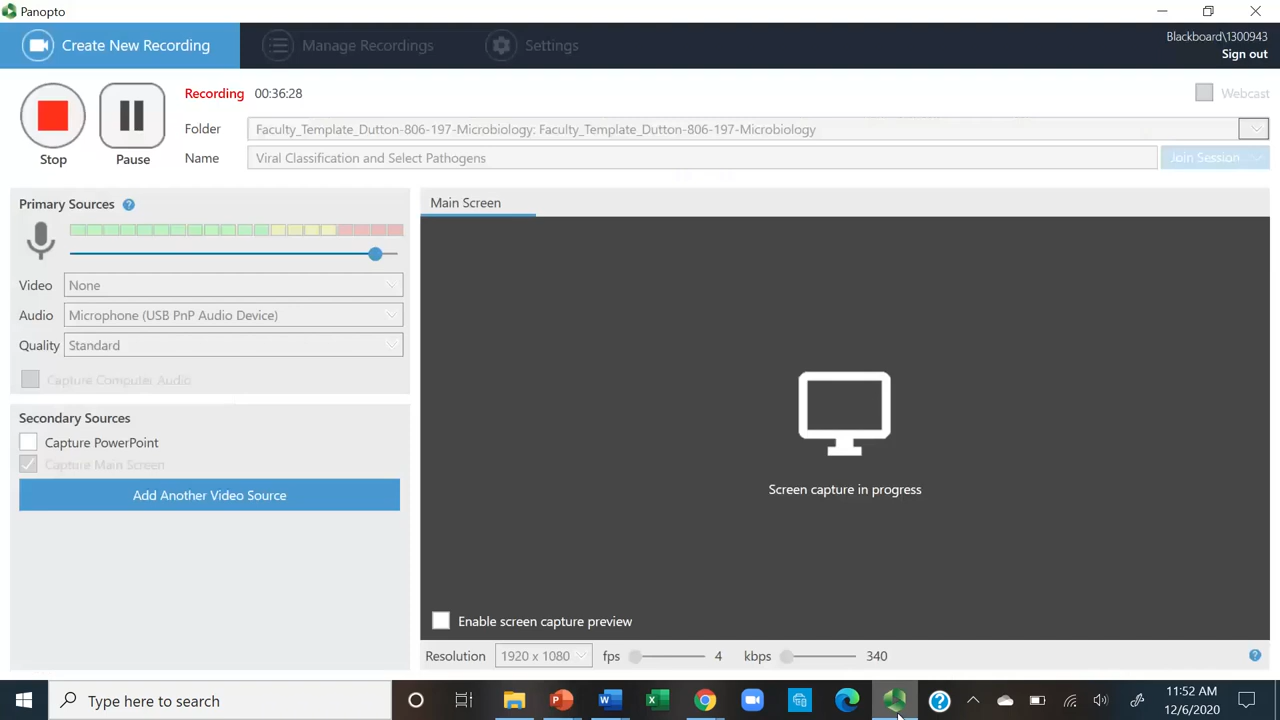 Panopto
Create New Recording
Manage Recordings
Settings
Blackboard\1300943
Sign out
Recording 00:36:28
Webcast
Folder
Faculty_Template_Dutton-806-197-Microbiology: Faculty_Template_Dutton-806-197-Microbiology
Stop
Pause
Name
Viral Classification and Select Pathogens
Join Session
Primary Sources ?
Main Screen
Video None
Audio Microphone (USB PnP Audio Device)
Quality Standard
Capture Computer Audio
Secondary Sources
Capture PowerPoint
Capture Main Screen
Add Another Video Source
Screen capture in progress
Enable screen capture preview
Resolution 1920 x 1080 fps 4 kbps 340 ?
Type here to search
11:52 AM
12/6/2020